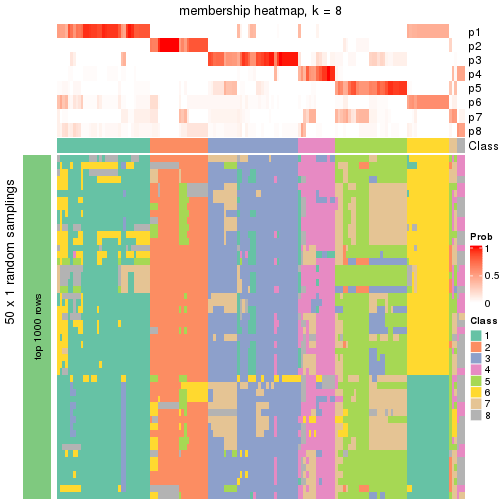 membership heatmap, k = 8
p1
p2
p3
p4
p5
p6
p7
p8
Class
50 x 1 random samplings
top 1000 rows
Prob
1
0.5
0
Class
1
2
3
4
5
6
7
8